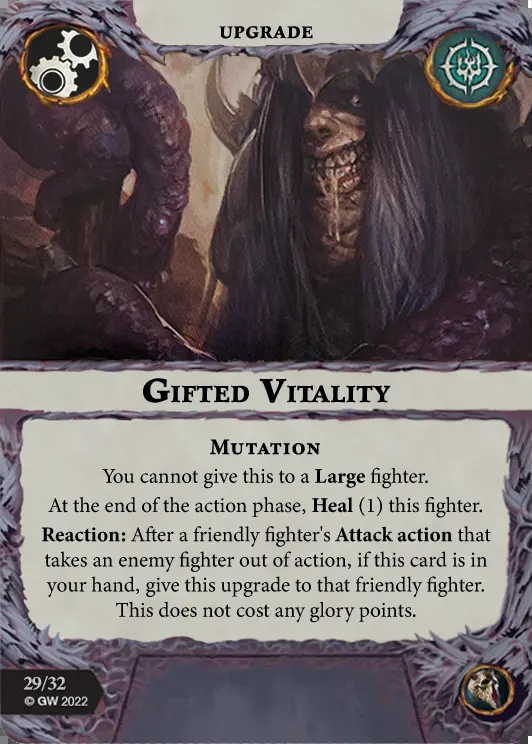 UPGRADE
GIFTED VITALITY
MUTATION
You cannot give this to a Large fighter.
At the end of the action phase, Heal (1) this fighter.
Reaction: After a friendly fighter's Attack action that
takes an enemy fighter out of action, if this card is in
your hand, give this upgrade to that friendly fighter.
This does not cost any glory points.
29/32
© GW 2022